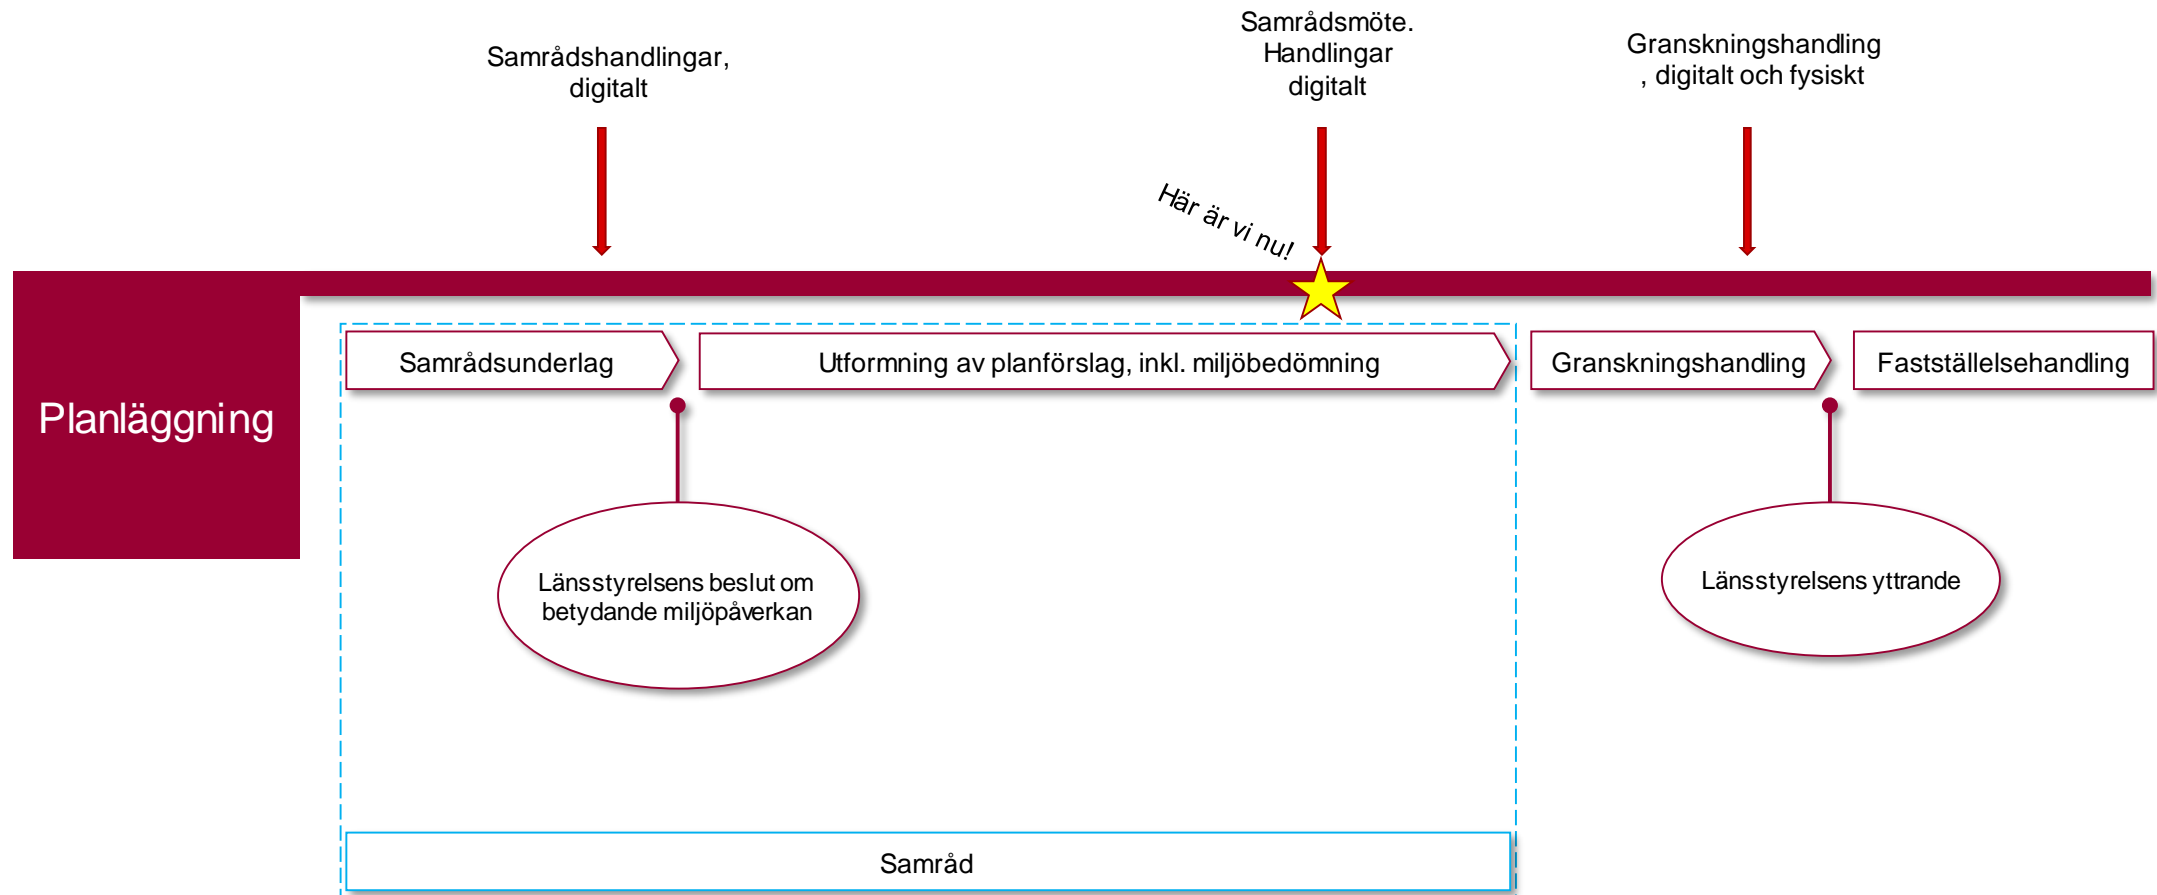 Samrådshandlingar,
digitalt
Samrådsmöte.
Handlingar
digitalt
Granskningshandling
, digitalt och fysiskt
Här är vi nu!
Planläggning
Samrådsunderlag
Utformning av planförslag, inkl. miljöbedömning
Granskningshandling
Fastställelsehandling
Länsstyrelsens beslut om
betydande miljöpåverkan
Länsstyrelsens yttrande
Samråd